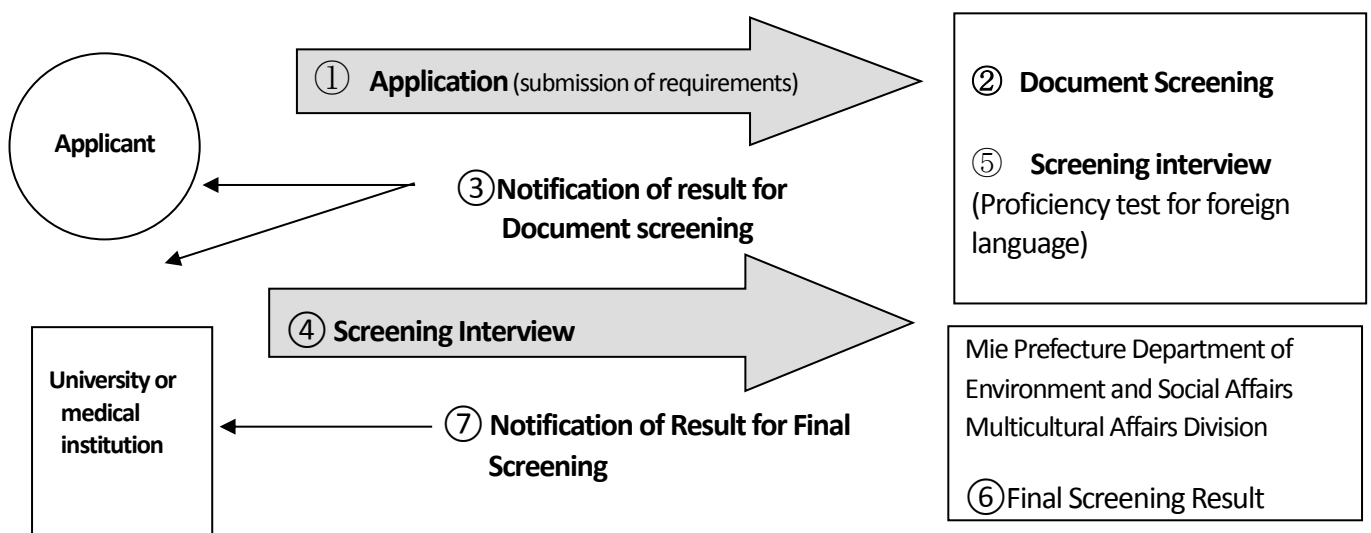 ① Application (submission of requirements)
Applicant
② Document Screening
⑤ Screening interview
(Proficiency test for foreign
language)
③Notification of result for
Document screening
④ Screening Interview
University or
medical
institution
⑦ Notification of Result for Final
Screening
Mie Prefecture Department of
Environment and Social Affairs
Multicultural Affairs Division
⑥Final Screening Result